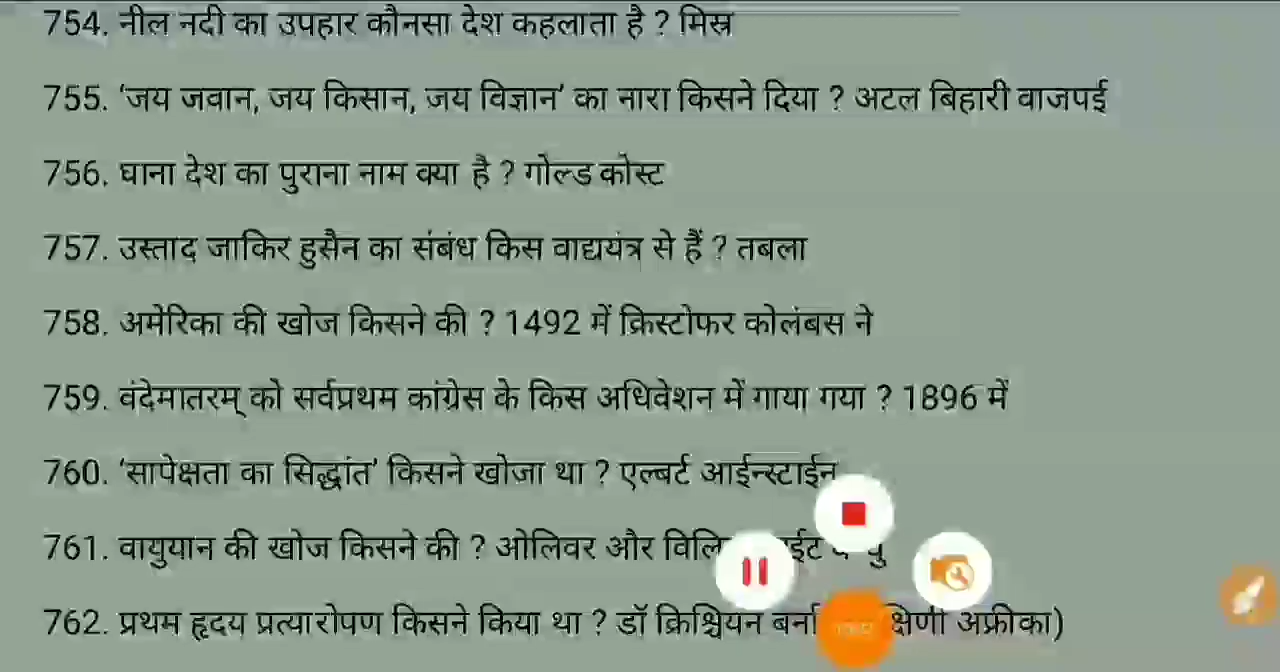 754. नील नदी का उपहार कौनसा देश कहलाता है ? मिस्र
755. ‘जय जवान, जय किसान, जय विज्ञान’ का नारा किसने दिया ? अटल बिहारी वाजपई
756. घाना देश का पुराना नाम क्या है ? गोल्ड कोस्ट
757. उस्ताद जाकिर हुसैन का संबंध किस वाद्ययंत्र से हैं ? तबला
758. अमेरिका की खोज किसने की ? 1492 में क्रिस्टोफर कोलंबस ने
759. वंदेमातरम् को सर्वप्रथम कांग्रेस के किस अधिवेशन में गाया गया ? 1896 में
760. ‘सापेक्षता का सिद्धांत’ किसने खोजा था ? एल्बर्ट आईन्स्टाईन
761. वायुयान की खोज किसने की ? ओलिवर और
762. प्रथम हृदय प्रत्यारोपण किसने किया था ? डॉ क्रिश्चियन अफ्रीका)